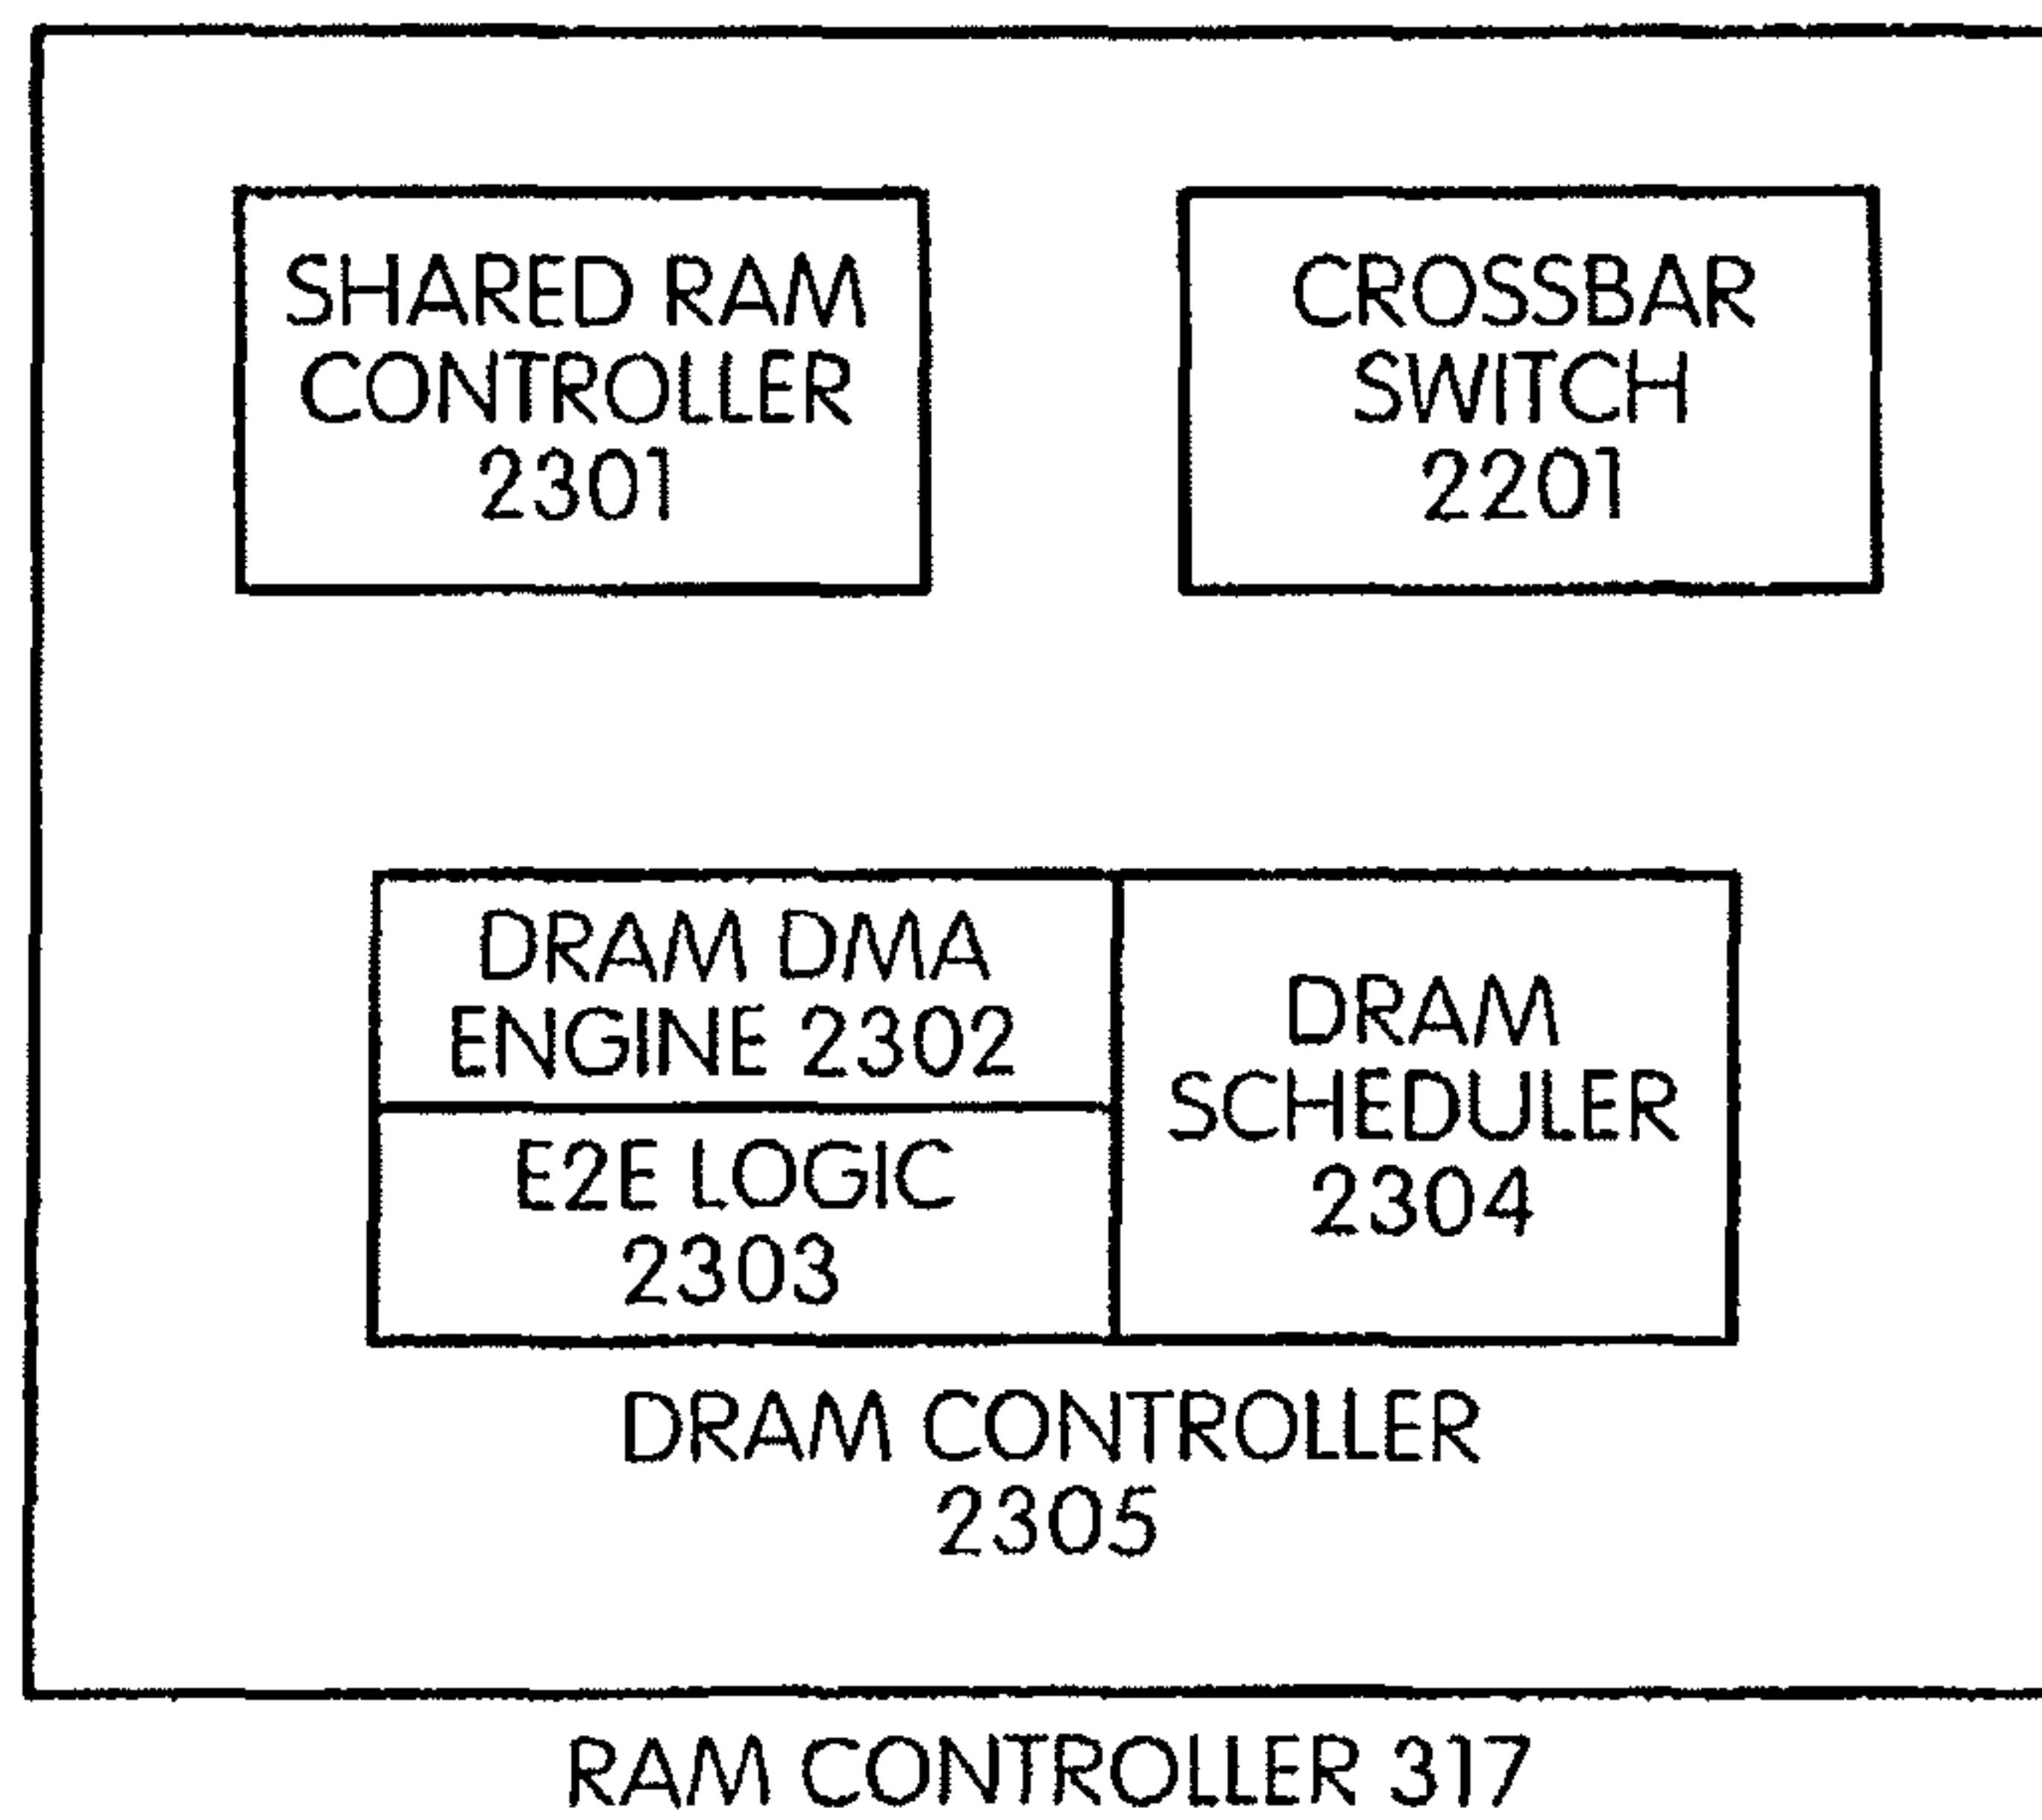 SHARED RAM
CONTROLLER
2301
CROSSBAR
SWITCH
2201
DRAM DMA
ENGINE 2302
E2E LOGIC
2303
DRAM
SCHEDULER
2304
DRAM CONTROLLER
2305
RAM CONTROLLER 317